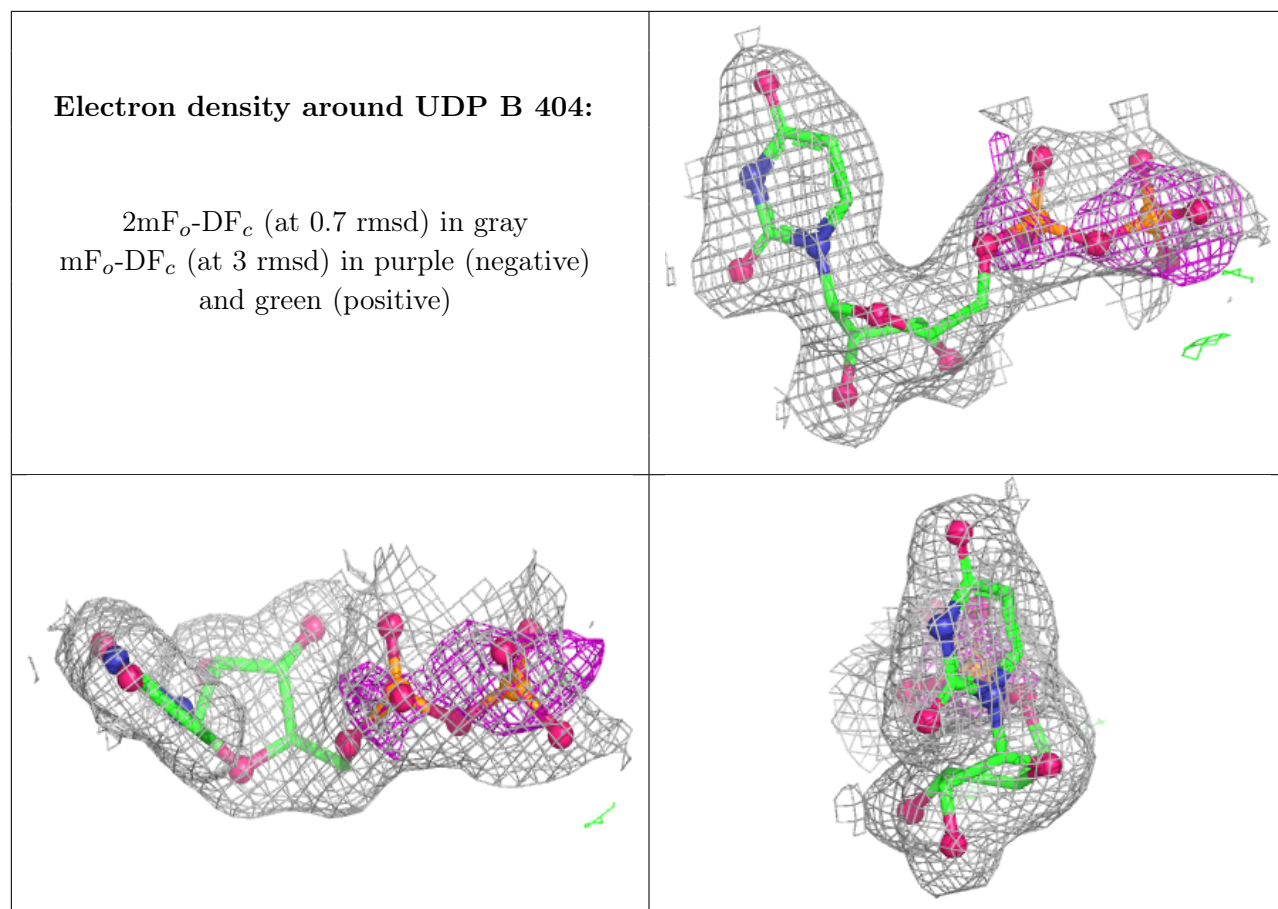 Electron density around UDP B 404:
2mFₒ-DF𝒸 (at 0.7 rmsd) in gray
mFₒ-DF𝒸 (at 3 rmsd) in purple (negative)
and green (positive)